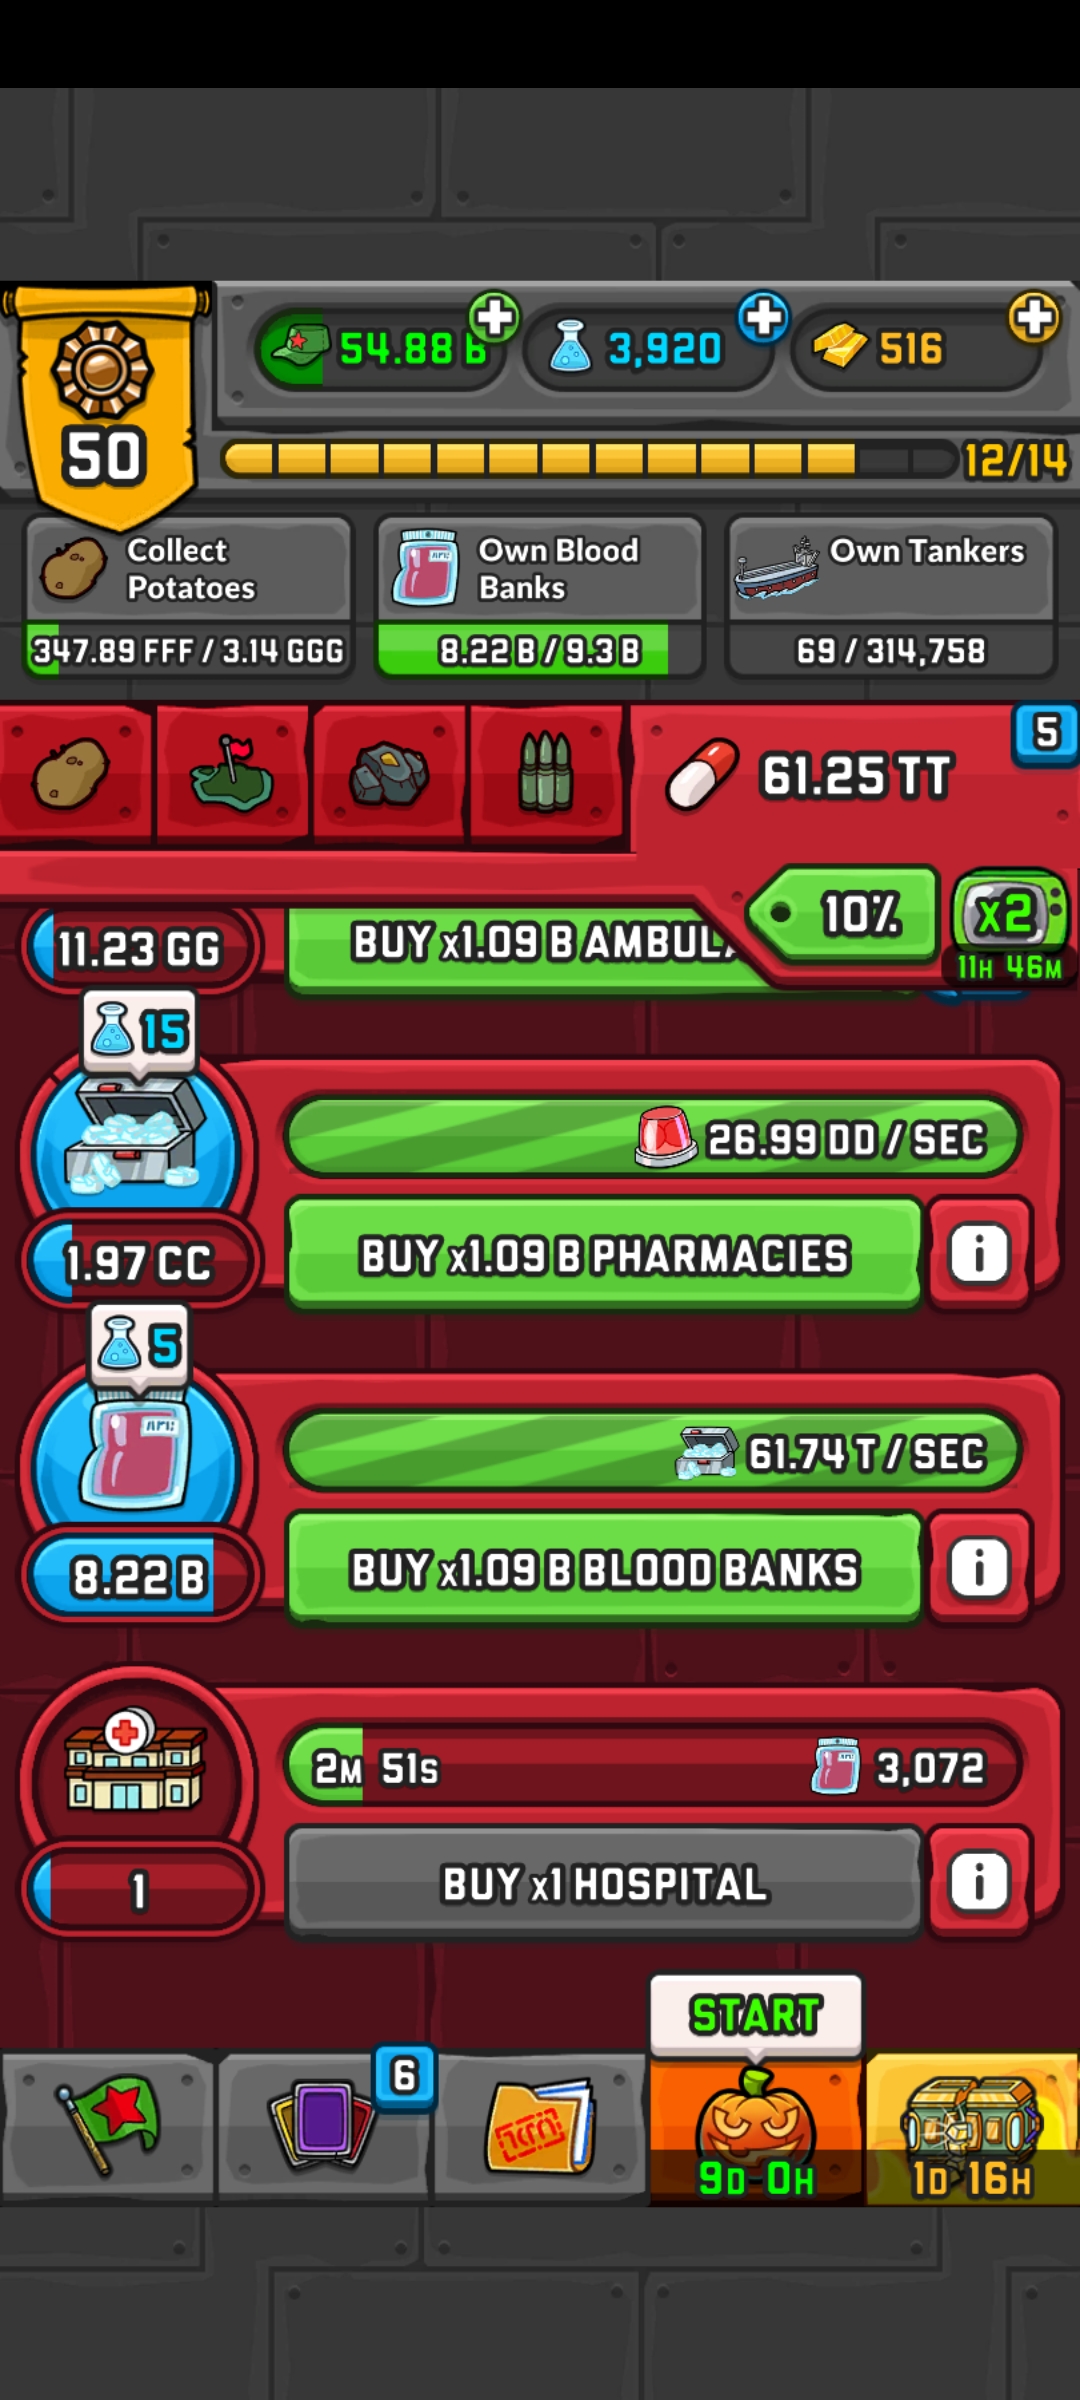 54.88 B
3,920
516
50
12/14
Collect
Potatoes
347.89 FFF / 3.14 GGG
Own Blood
Banks
8.22 B / 9.3 B
Own Tankers
69 / 314,758
61.25 TT
5
10%
x2
11H 46M
11.23 GG
BUY x1.09 B
15
26.99 DD / SEC
1.97 CC
BUY x1.09 B PHARMACIES
i
5
61.74 T / SEC
8.22 B
BUY x1.09 B BLOOD BANKS
i
2M 51S
3,072
1
BUY x1 HOSPITAL
i
START
6
9D 0H
1D 16H